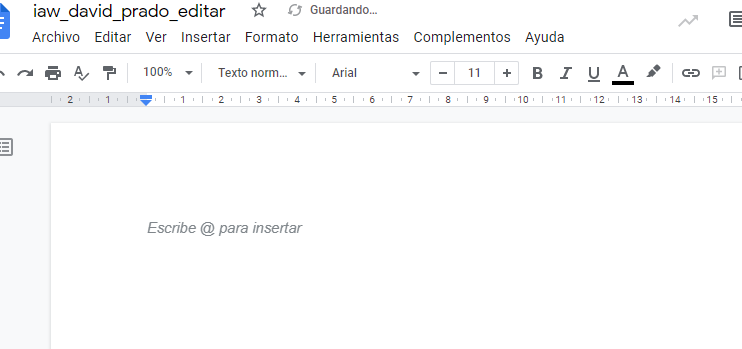 iaw_david_prado_editar Guardando...
Archivo Editar Ver Insertar Formato Herramientas Complementos Ayuda
100% Texto norm... Arial − 11 + B I U A
2 1 1 2 3 4 5 6 7 8 9 10 11 12 13 14 15
Escribe @ para insertar